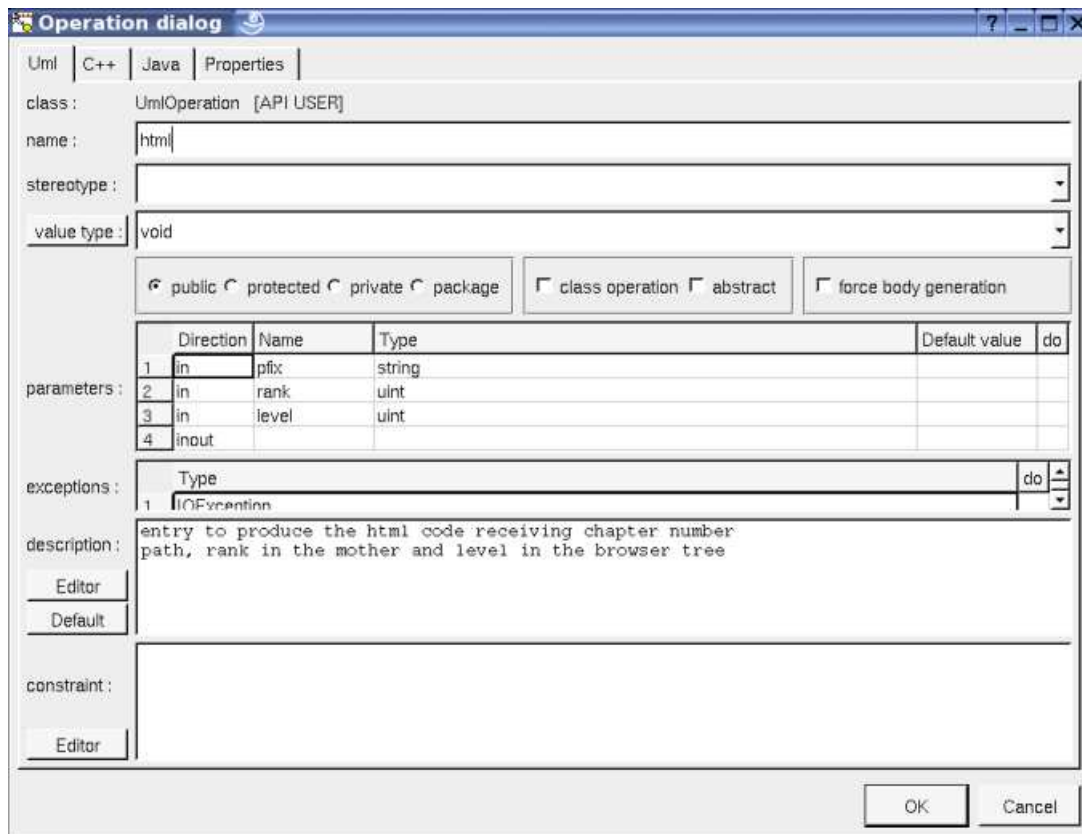 Operation dialog
Uml C++ Java Properties
class : UmlOperation [API USER]
name : html
stereotype :
value type : void
public protected private package class operation abstract force body generation
Direction Name Type Default value do
parameters :
1 in pfix string
2 in rank uint
3 in level uint
4 inout
exceptions :
Type do
1 IOException
description :
entry to produce the html code receiving chapter number
path, rank in the mother and level in the browser tree
Editor
Default
constraint :
Editor
OK Cancel